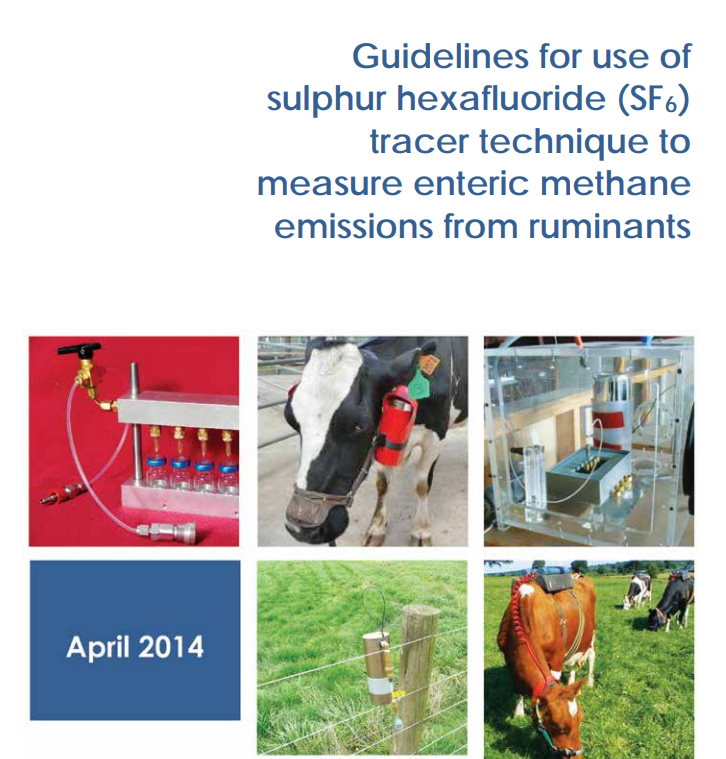 Guidelines for use of
sulphur hexafluoride (SF₆)
tracer technique to
measure enteric methane
emissions from ruminants
April 2014